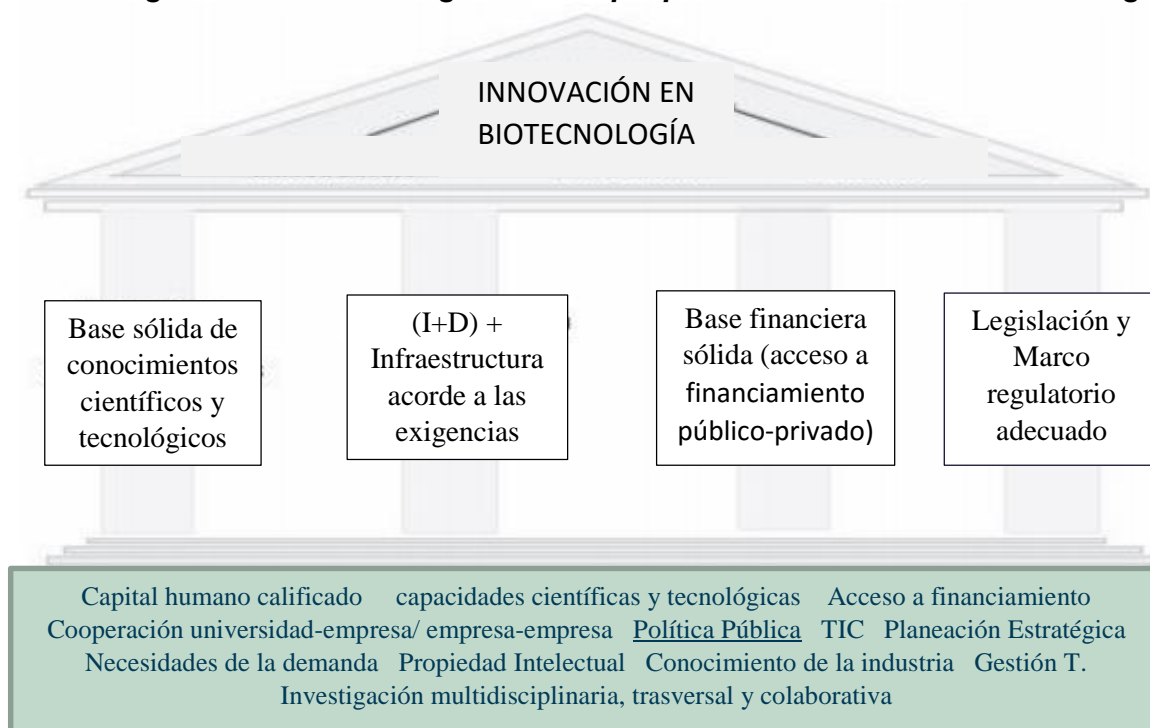 INNOVACIÓN EN
BIOTECNOLOGÍA
Base sólida de
conocimientos
científicos y
tecnológicos
(I+D) +
Infraestructura
acorde a las
exigencias
Base financiera
sólida (acceso a
financiamiento
público-privado)
Legislación y
Marco
regulatorio
adecuado
Capital humano calificado capacidades científicas y tecnológicas Acceso a financiamiento
Cooperación universidad-empresa/ empresa-empresa Política Pública TIC Planeación Estratégica
Necesidades de la demanda Propiedad Intelectual Conocimiento de la industria Gestión T.
Investigación multidisciplinaria, trasversal y colaborativa